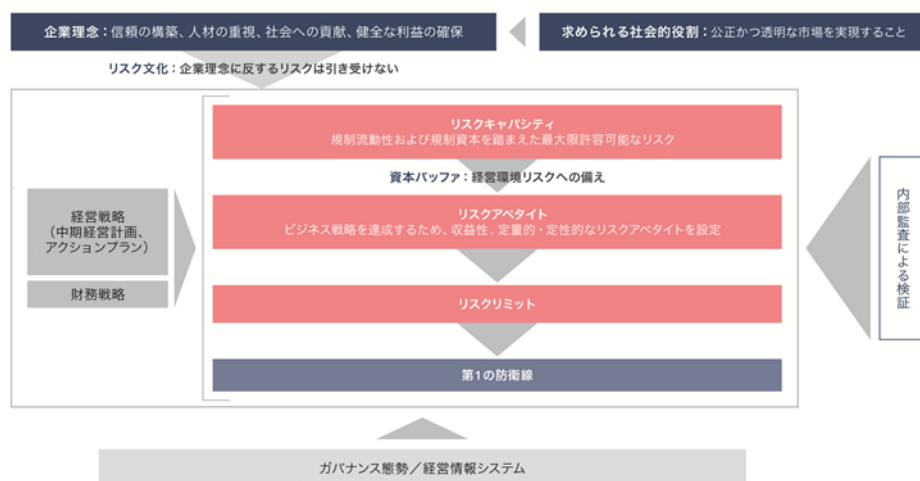 企業理念：信頼の構築、人材の重視、社会への貢献、健全な利益の確保
求められる社会的役割：公正かつ透明な市場を実現すること
リスク文化：企業理念に反するリスクは引き受けない
リスクキャパシティ
規制流動性および規制資本を踏まえた最大限許容可能なリスク
資本バッファ：経営環境リスクへの備え
経営戦略
（中期経営計画、
アクションプラン）
財務戦略
リスクアペタイト
ビジネス戦略を達成するため、収益性、定量的・定性的なリスクアペタイトを設定
リスクリミット
第1の防衛線
内部監査による検証
ガバナンス態勢／経営情報システム